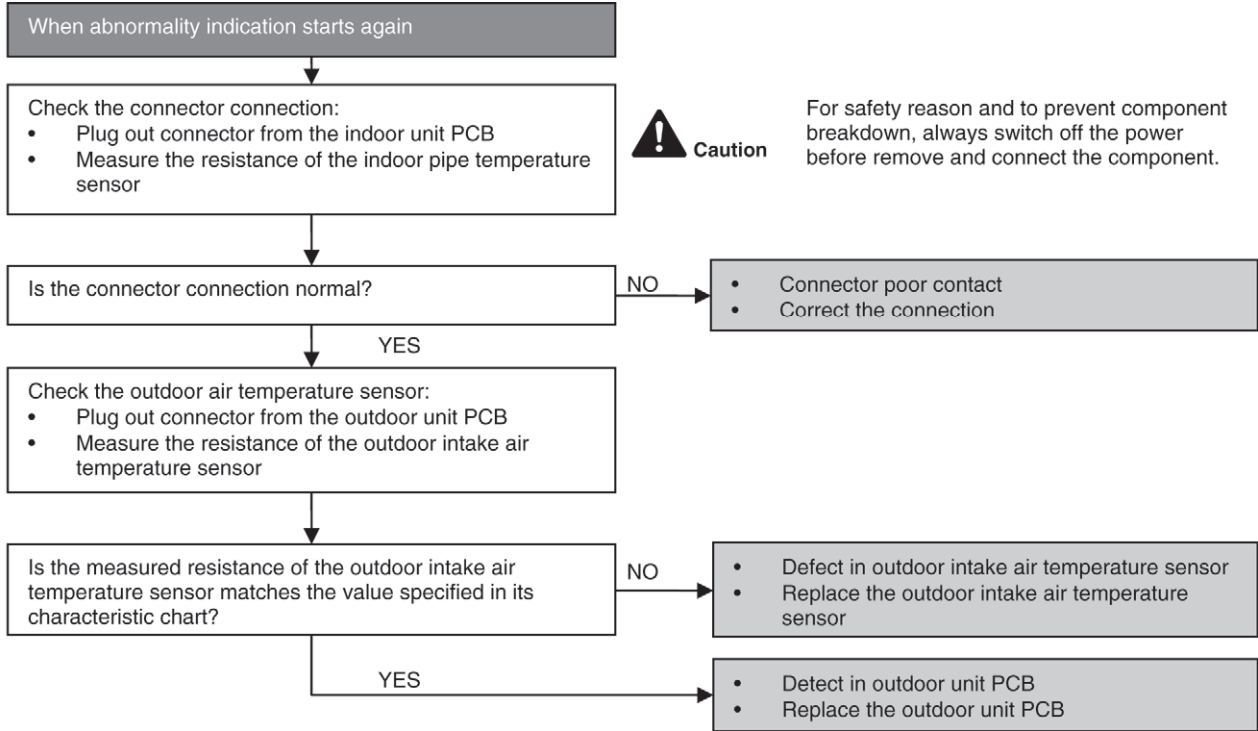 When abnormality indication starts again
Check the connector connection:
• Plug out connector from the indoor unit PCB
• Measure the resistance of the indoor pipe temperature
sensor
Caution
For safety reason and to prevent component
breakdown, always switch off the power
before remove and connect the component.
Is the connector connection normal?
NO
• Connector poor contact
• Correct the connection
YES
Check the outdoor air temperature sensor:
• Plug out connector from the outdoor unit PCB
• Measure the resistance of the outdoor intake air
temperature sensor
Is the measured resistance of the outdoor intake air
temperature sensor matches the value specified in its
characteristic chart?
NO
• Defect in outdoor intake air temperature sensor
• Replace the outdoor intake air temperature
sensor
YES
• Detect in outdoor unit PCB
• Replace the outdoor unit PCB